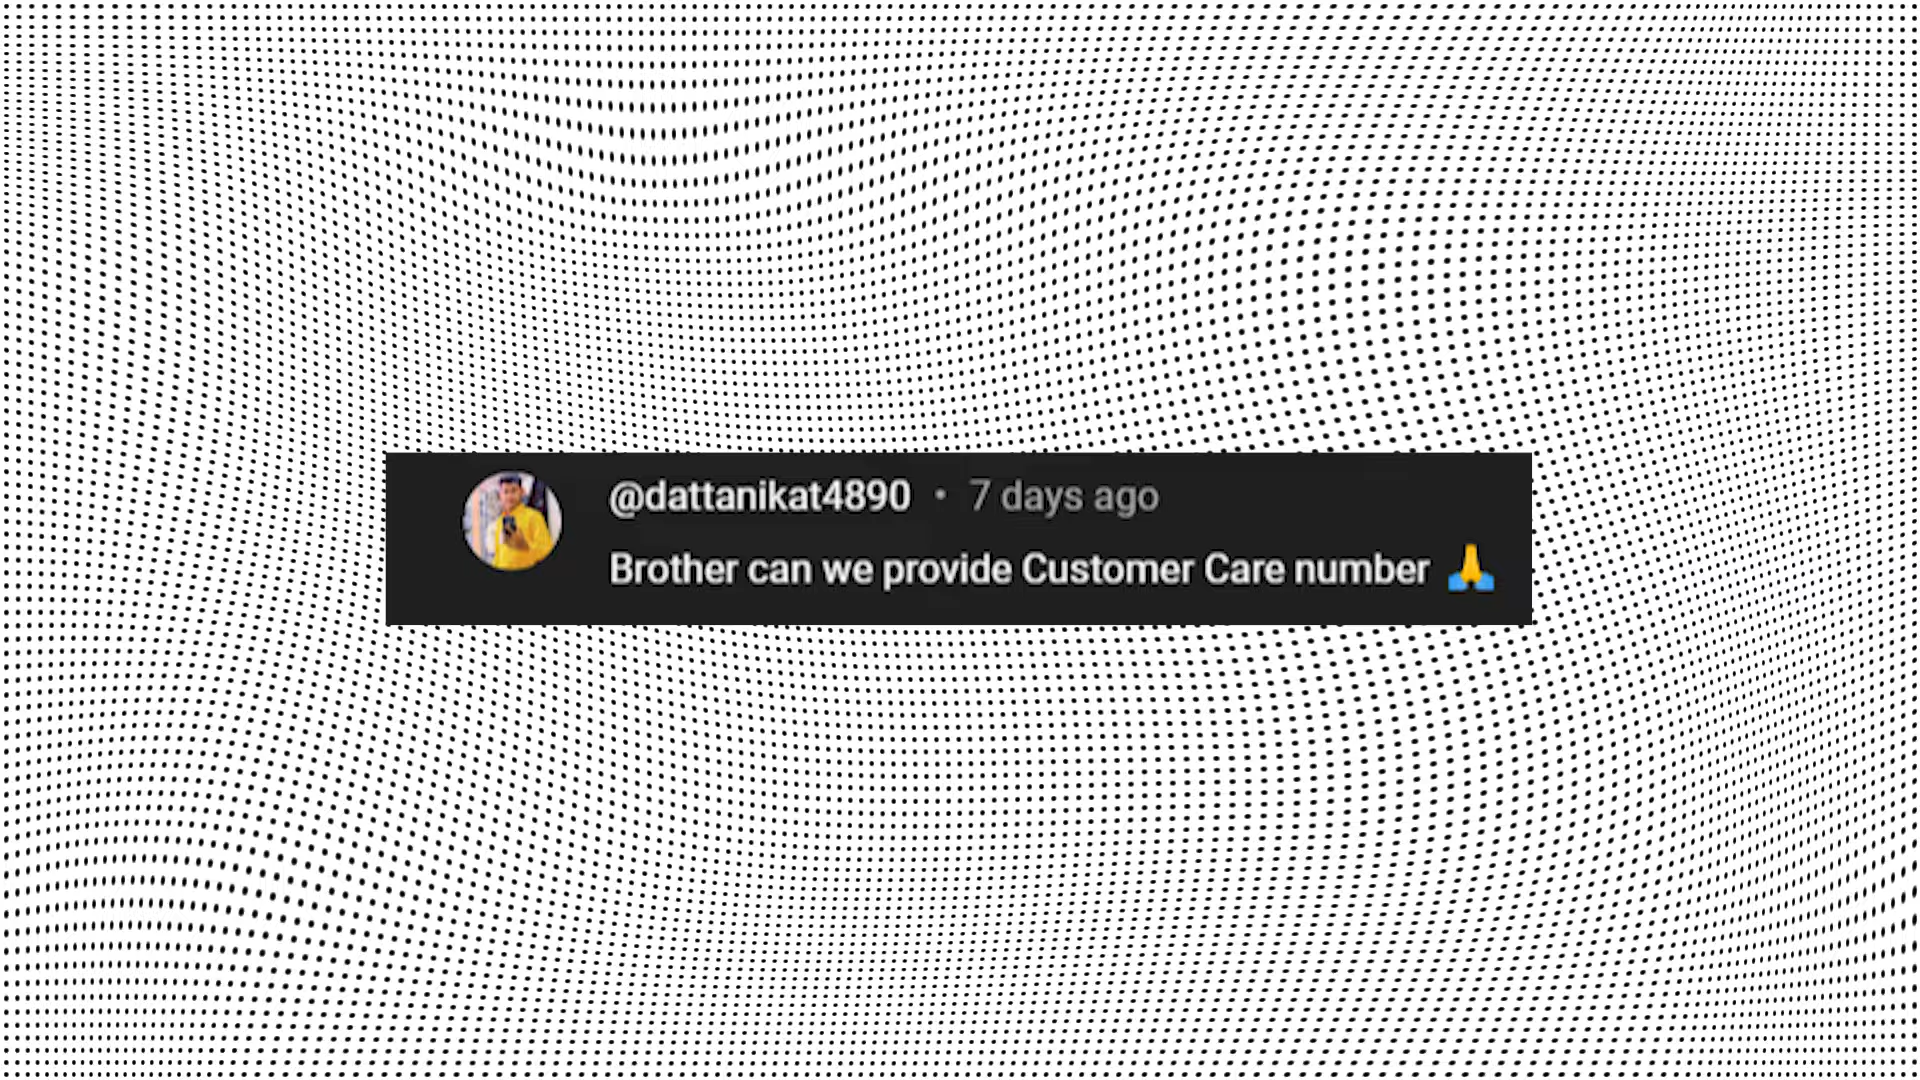 @dattanikat4890 • 7 days ago
Brother can we provide Customer Care number 🙏